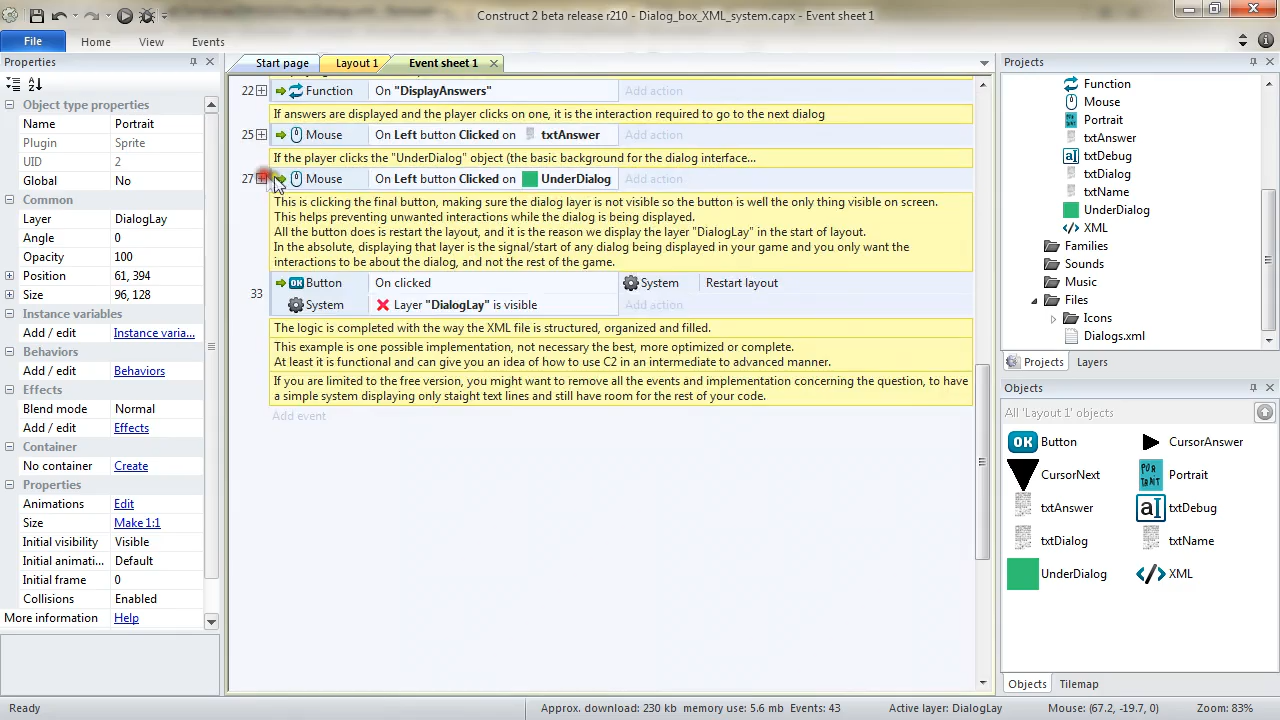 Construct 2 beta release r210 - Dialog_box_XML_system.capx - Event sheet 1
File Home View Events
Properties
Start page Layout 1 Event sheet 1
Projects
Object type properties
Name Portrait
Plugin Sprite
UID 2
Global No
Common
Layer DialogLay
Angle 0
Opacity 100
Position 61, 394
Size 96, 128
Instance variables
Add / edit Instance varia...
Behaviors
Add / edit Behaviors
Effects
Blend mode Normal
Add / edit Effects
Container
No container Create
Properties
Animations Edit
Size Make 1:1
Initial visibility Visible
Initial animati... Default
Initial frame 0
Collisions Enabled
More information Help
22 Function On "DisplayAnswers" Add action
If answers are displayed and the player clicks on one, it is the interaction required to go to the next dialog
25 Mouse On Left button Clicked on txtAnswer Add action
If the player clicks the "UnderDialog" object (the basic background for the dialog interface...
27 Mouse On Left button Clicked on UnderDialog Add action
This is clicking the final button, making sure the dialog layer is not visible so the button is well the only thing visible on screen.
This helps preventing unwanted interactions while the dialog is being displayed.
All the button does is restart the layout, and it is the reason we display the layer "DialogLay" in the start of layout.
In the absolute, displaying that layer is the signal/start of any dialog being displayed in your game and you only want the
interactions to be about the dialog, and not the rest of the game.
33 Button On clicked System Restart layout
System Layer "DialogLay" is visible Add action
The logic is completed with the way the XML file is structured, organized and filled.
This example is one possible implementation, not necessary the best, more optimized or complete.
At least it is functional and can give you an idea of how to use C2 in an intermediate to advanced manner.
If you are limited to the free version, you might want to remove all the events and implementation concerning the question, to have
a simple system displaying only staight text lines and still have room for the rest of your code.
Add event
Function
Mouse
Portrait
txtAnswer
txtDebug
txtDialog
txtName
UnderDialog
XML
Families
Sounds
Music
Files
Icons
Dialogs.xml
Projects Layers
Objects
All 'Layout 1' objects
OK Button CursorAnswer
CursorNext POR TRAIT Portrait
txtAnswer aI txtDebug
txtDialog txtName
UnderDialog XML
Objects Tilemap
Ready Approx. download: 230 kb memory use: 5.6 mb Events: 43 Active layer: DialogLay Mouse: (67.2, -19.7, 0) Zoom: 83%